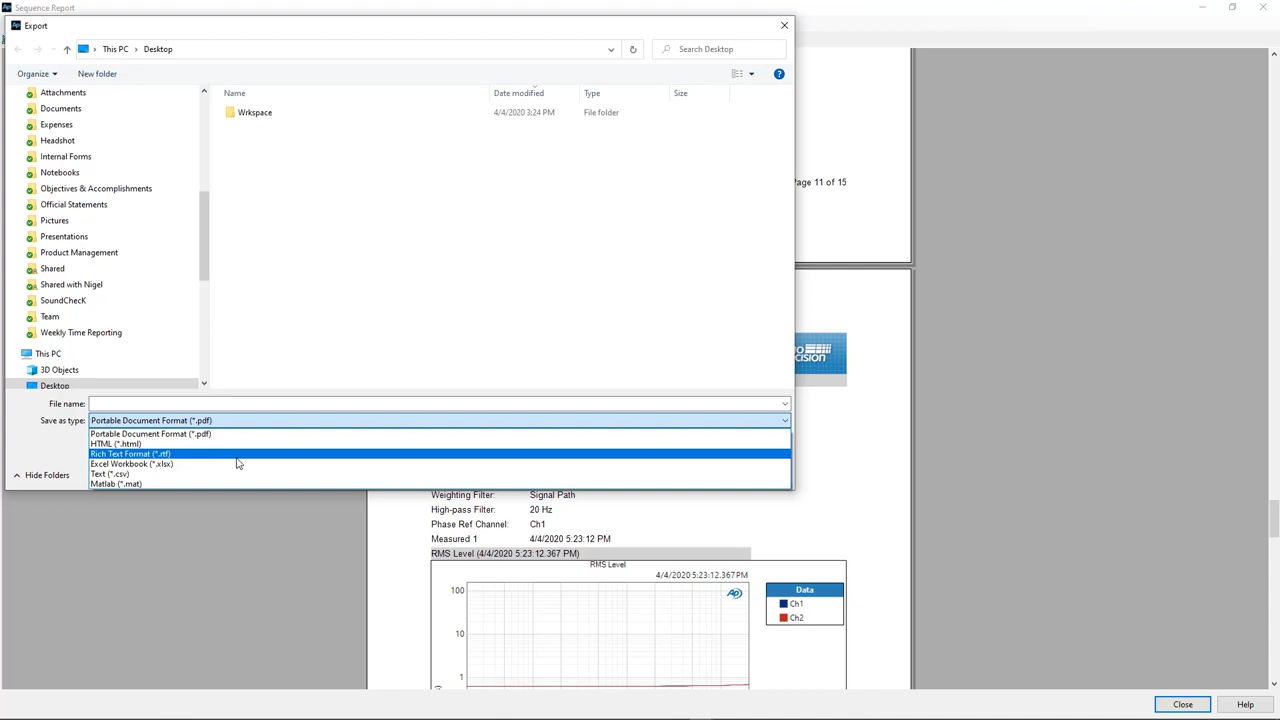 Sequence Report
Export
This PC > Desktop
Search Desktop
Organize
New folder
Name
Date modified
Type
Size
Wrkspace
4/4/2020 3:24 PM
File folder
Attachments
Documents
Expenses
Headshot
Internal Forms
Notebooks
Objectives & Accomplishments
Official Statements
Pictures
Presentations
Product Management
Shared
Shared with Nigel
SoundChecK
Team
Weekly Time Reporting
This PC
3D Objects
Desktop
File name:
Save as type:
Portable Document Format (*.pdf)
Portable Document Format (*.pdf)
HTML (*.html)
Rich Text Format (*.rtf)
Excel Workbook (*.xlsx)
Text (*.csv)
Matlab (*.mat)
Hide Folders
age 11 of 15
cision
Weighting Filter: Signal Path
High-pass Filter: 20 Hz
Phase Ref Channel: Ch1
Measured 1 4/4/2020 5:23:12 PM
RMS Level (4/4/2020 5:23:12.367 PM)
RMS Level
4/4/2020 5:23:12.367 PM
100
10
1
AP
Data
Ch1
Ch2
Close
Help